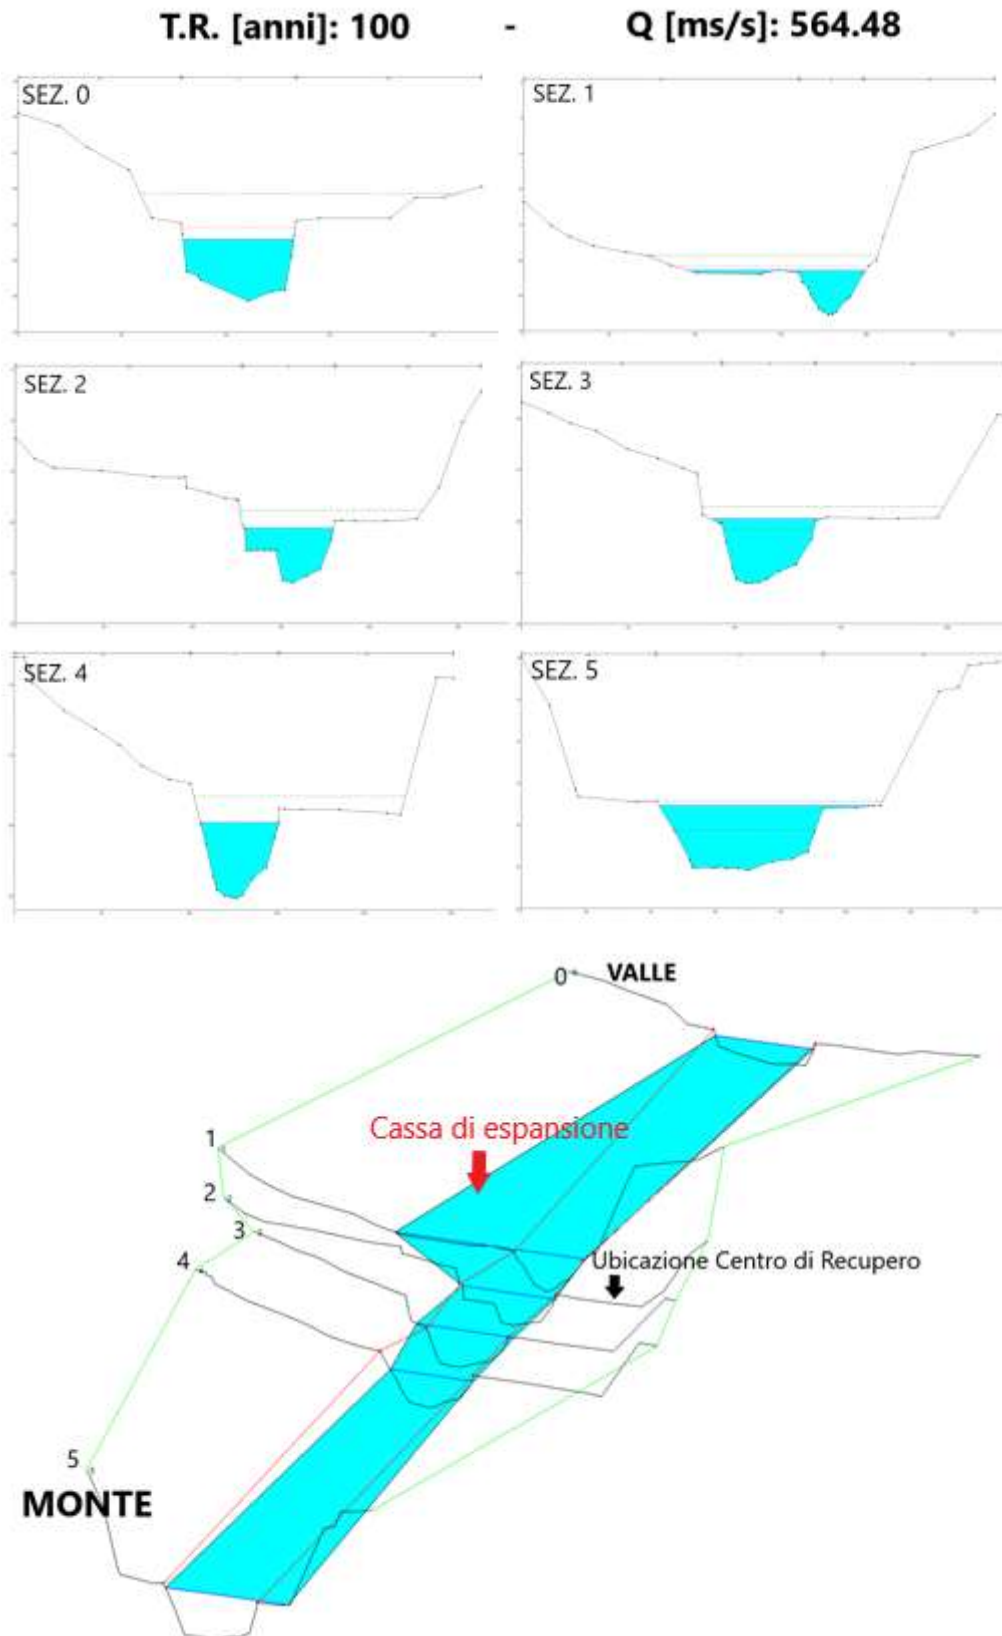 T.R. [anni]: 100 - Q [ms/s]: 564.48
SEZ. 0
SEZ. 1
SEZ. 2
SEZ. 3
SEZ. 4
SEZ. 5
0 VALLE
Cassa di espansione
1
2
3
4
Ubicazione Centro di Recupero
5
MONTE